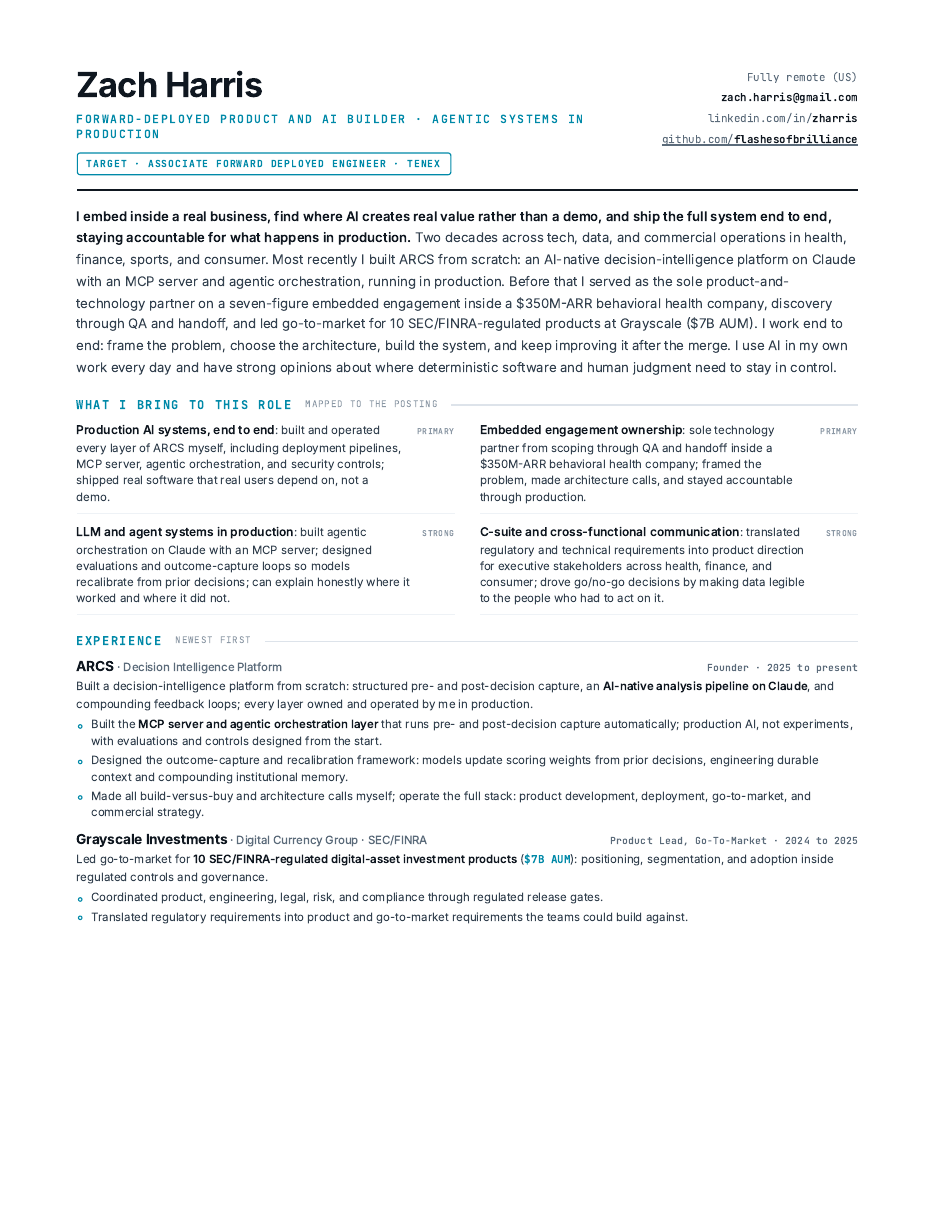 Zach Harris
FORWARD-DEPLOYED PRODUCT AND AI BUILDER · AGENTIC SYSTEMS IN
PRODUCTION
TARGET · ASSOCIATE FORWARD DEPLOYED ENGINEER · TENEX
Fully remote (US)
zach.harris@gmail.com
linkedin.com/in/zharris
github.com/flashesofbrilliance
I embed inside a real business, find where AI creates real value rather than a demo, and ship the full system end to end,
staying accountable for what happens in production. Two decades across tech, data, and commercial operations in health,
finance, sports, and consumer. Most recently I built ARCS from scratch: an AI-native decision-intelligence platform on Claude
with an MCP server and agentic orchestration, running in production. Before that I served as the sole product-and-
technology partner on a seven-figure embedded engagement inside a $350M-ARR behavioral health company, discovery
through QA and handoff, and led go-to-market for 10 SEC/FINRA-regulated products at Grayscale ($7B AUM). I work end to
end: frame the problem, choose the architecture, build the system, and keep improving it after the merge. I use AI in my own
work every day and have strong opinions about where deterministic software and human judgment need to stay in control.
WHAT I BRING TO THIS ROLE MAPPED TO THE POSTING
Production AI systems, end to end: built and operated PRIMARY
every layer of ARCS myself, including deployment pipelines,
MCP server, agentic orchestration, and security controls;
shipped real software that real users depend on, not a
demo.
Embedded engagement ownership: sole technology PRIMARY
partner from scoping through QA and handoff inside a
$350M-ARR behavioral health company; framed the
problem, made architecture calls, and stayed accountable
through production.
LLM and agent systems in production: built agentic STRONG
orchestration on Claude with an MCP server; designed
evaluations and outcome-capture loops so models
recalibrate from prior decisions; can explain honestly where it
worked and where it did not.
C-suite and cross-functional communication: translated STRONG
regulatory and technical requirements into product direction
for executive stakeholders across health, finance, and
consumer; drove go/no-go decisions by making data legible
to the people who had to act on it.
EXPERIENCE NEWEST FIRST
ARCS · Decision Intelligence Platform Founder · 2025 to present
Built a decision-intelligence platform from scratch: structured pre- and post-decision capture, an AI-native analysis pipeline on Claude, and
compounding feedback loops; every layer owned and operated by me in production.
Built the MCP server and agentic orchestration layer that runs pre- and post-decision capture automatically; production AI, not experiments,
with evaluations and controls designed from the start.
Designed the outcome-capture and recalibration framework: models update scoring weights from prior decisions, engineering durable
context and compounding institutional memory.
Made all build-versus-buy and architecture calls myself; operate the full stack: product development, deployment, go-to-market, and
commercial strategy.
Grayscale Investments · Digital Currency Group · SEC/FINRA Product Lead, Go-To-Market · 2024 to 2025
Led go-to-market for 10 SEC/FINRA-regulated digital-asset investment products ($7B AUM): positioning, segmentation, and adoption inside
regulated controls and governance.
Coordinated product, engineering, legal, risk, and compliance through regulated release gates.
Translated regulatory requirements into product and go-to-market requirements the teams could build against.